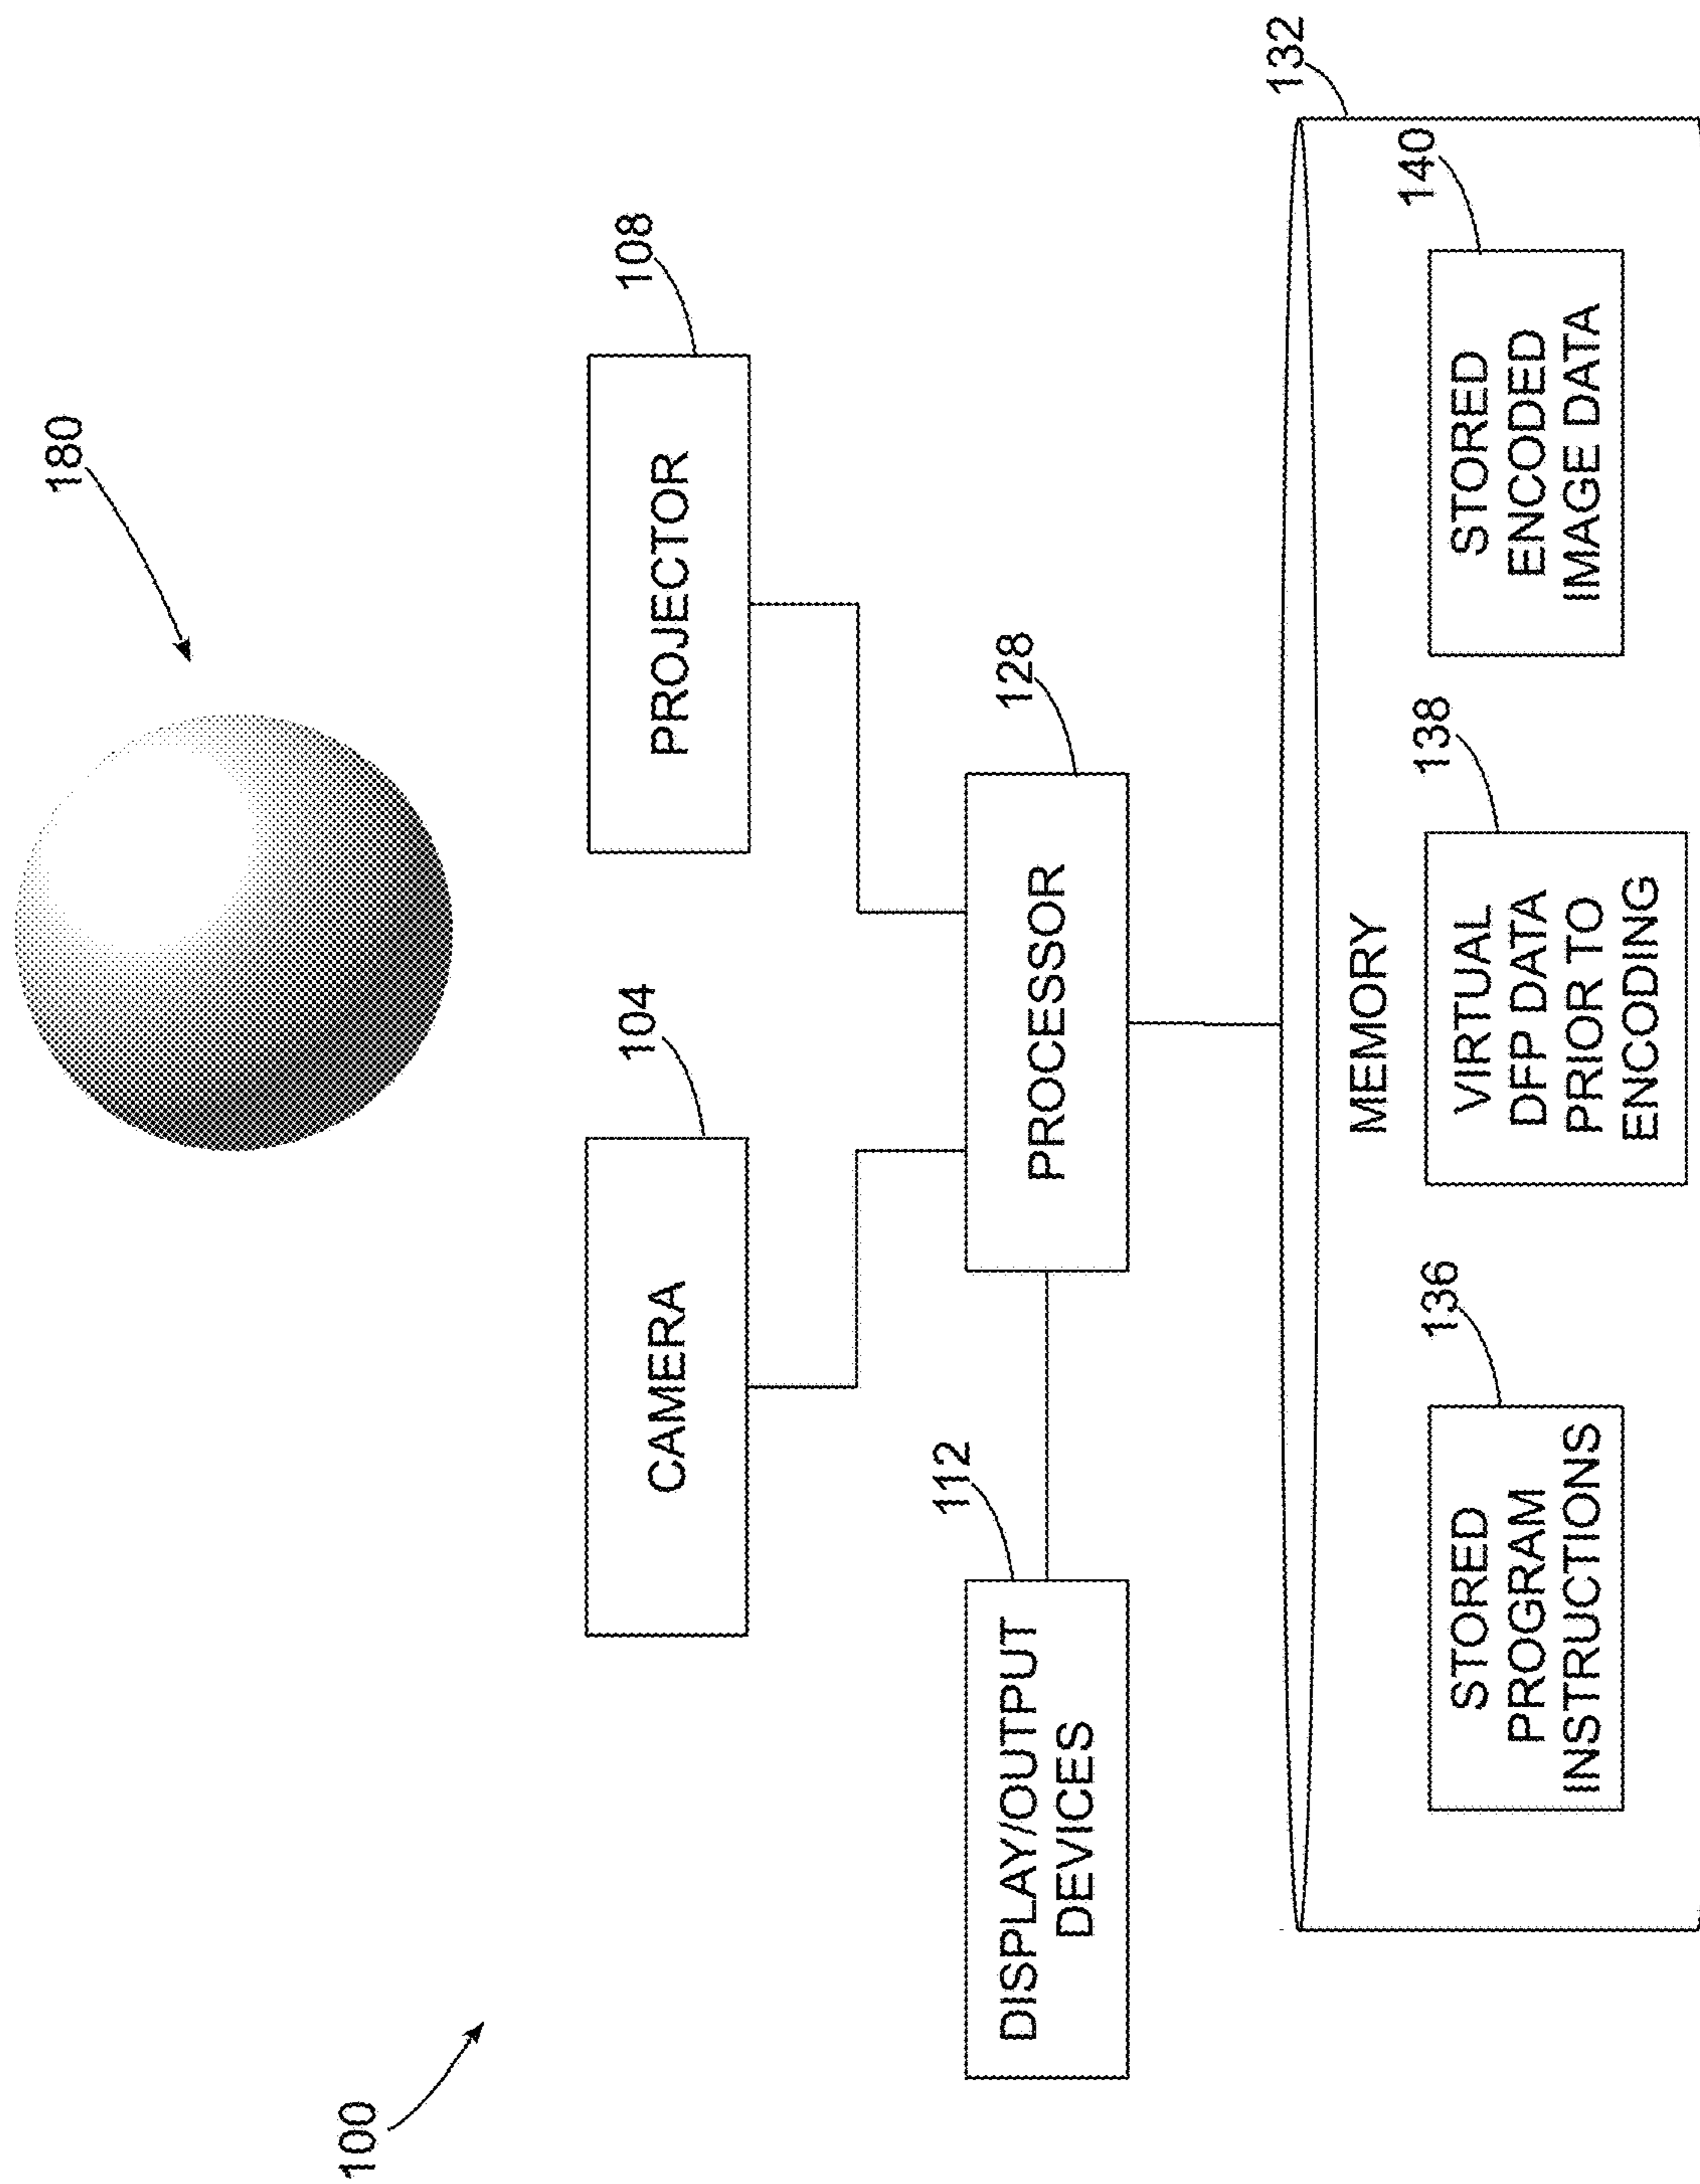 100
180
104
CAMERA
108
PROJECTOR
112
DISPLAY/OUTPUT
DEVICES
128
PROCESSOR
132
MEMORY
136
STORED
PROGRAM
INSTRUCTIONS
138
VIRTUAL
DFP DATA
PRIOR TO
ENCODING
140
STORED
ENCODED
IMAGE DATA